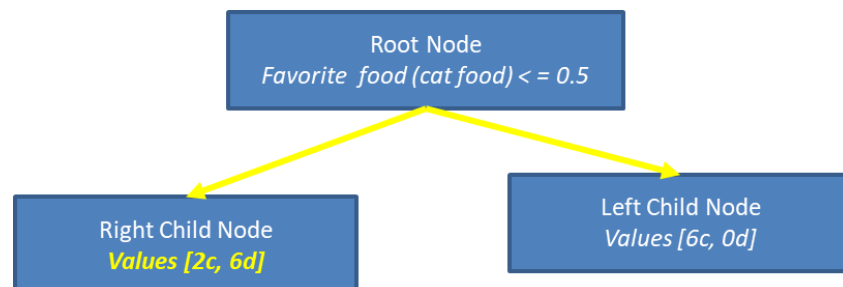 Root Node
Favorite food (cat food) < = 0.5
Right Child Node
Values [2c, 6d]
Left Child Node
Values [6c, 0d]